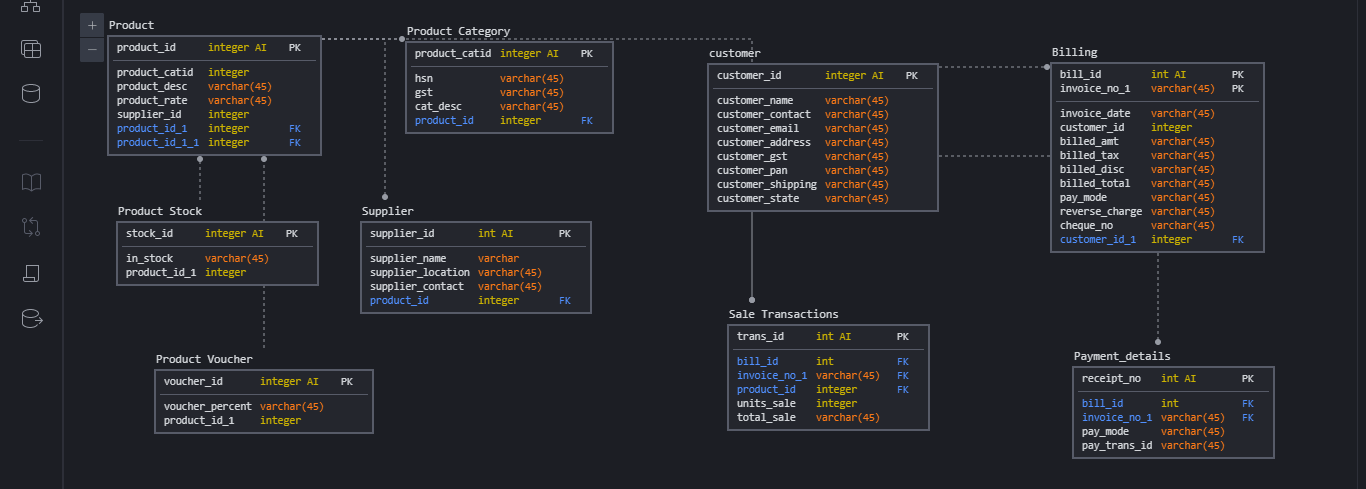 +
−
Product
product_id integer AI PK
product_catid integer
product_desc varchar(45)
product_rate varchar(45)
supplier_id integer
product_id_1 integer FK
product_id_1_1 integer FK
Product Category
product_catid integer AI PK
hsn varchar(45)
gst varchar(45)
cat_desc varchar(45)
product_id integer FK
customer
customer_id integer AI PK
customer_name varchar(45)
customer_contact varchar(45)
customer_email varchar(45)
customer_address varchar(45)
customer_gst varchar(45)
customer_pan varchar(45)
customer_shipping varchar(45)
customer_state varchar(45)
Billing
bill_id int AI PK
invoice_no_1 varchar(45) PK
invoice_date varchar(45)
customer_id integer
billed_amt varchar(45)
billed_tax varchar(45)
billed_disc varchar(45)
billed_total varchar(45)
pay_mode varchar(45)
reverse_charge varchar(45)
cheque_no varchar(45)
customer_id_1 integer FK
Product Stock
stock_id integer AI PK
in_stock varchar(45)
product_id_1 integer
Supplier
supplier_id int AI PK
supplier_name varchar
supplier_location varchar(45)
supplier_contact varchar(45)
product_id integer FK
Sale Transactions
trans_id int AI PK
bill_id int FK
invoice_no_1 varchar(45) FK
product_id integer FK
units_sale integer
total_sale varchar(45)
Product Voucher
voucher_id integer AI PK
voucher_percent varchar(45)
product_id_1 integer
Payment_details
receipt_no int AI PK
bill_id int FK
invoice_no_1 varchar(45) FK
pay_mode varchar(45)
pay_trans_id varchar(45)